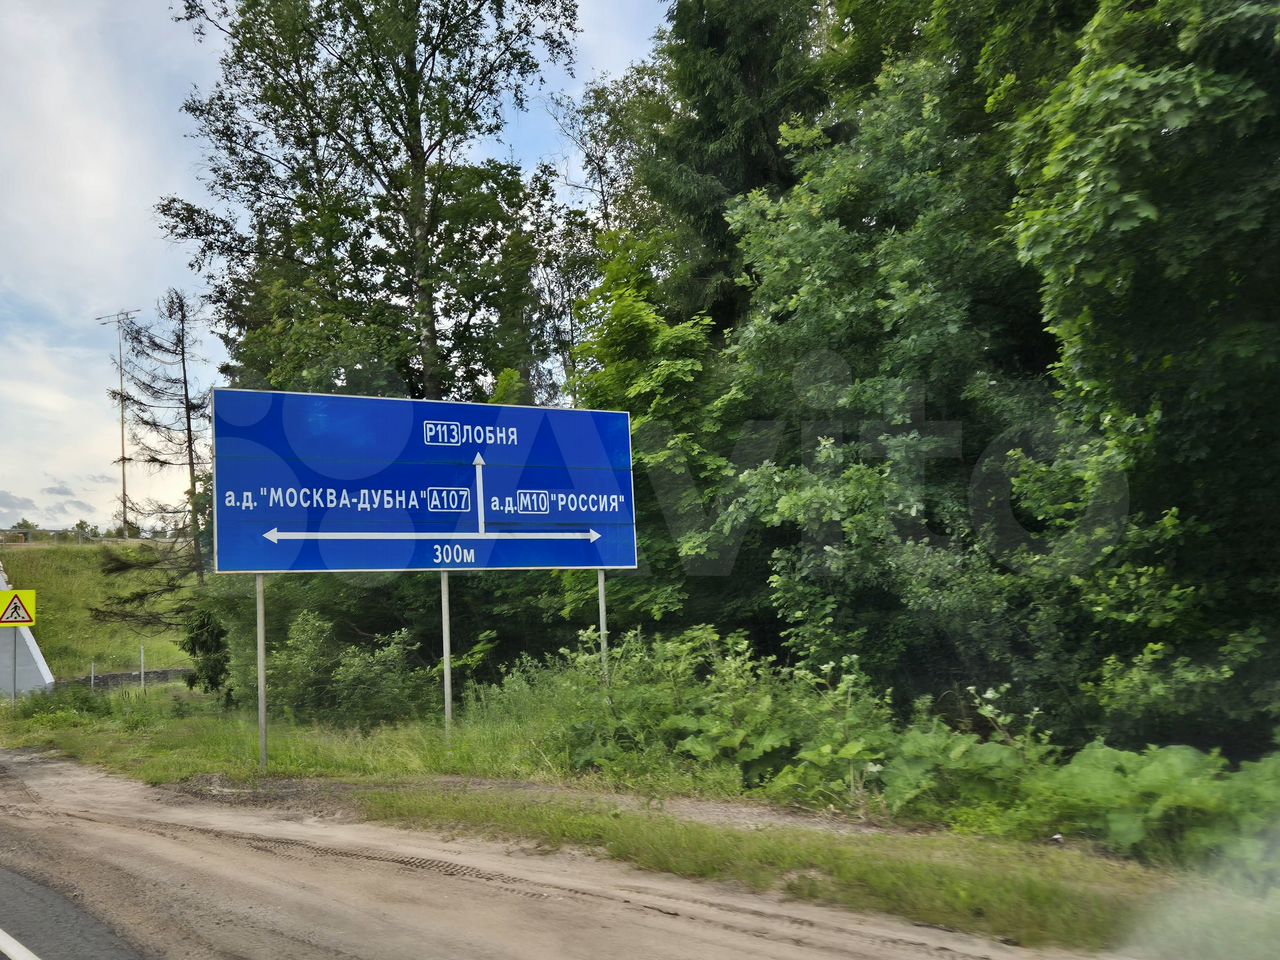 Р113 ЛОБНЯ
а.д. "МОСКВА-ДУБНА" А107 а.д. М10 "РОССИЯ"
300м
Avito